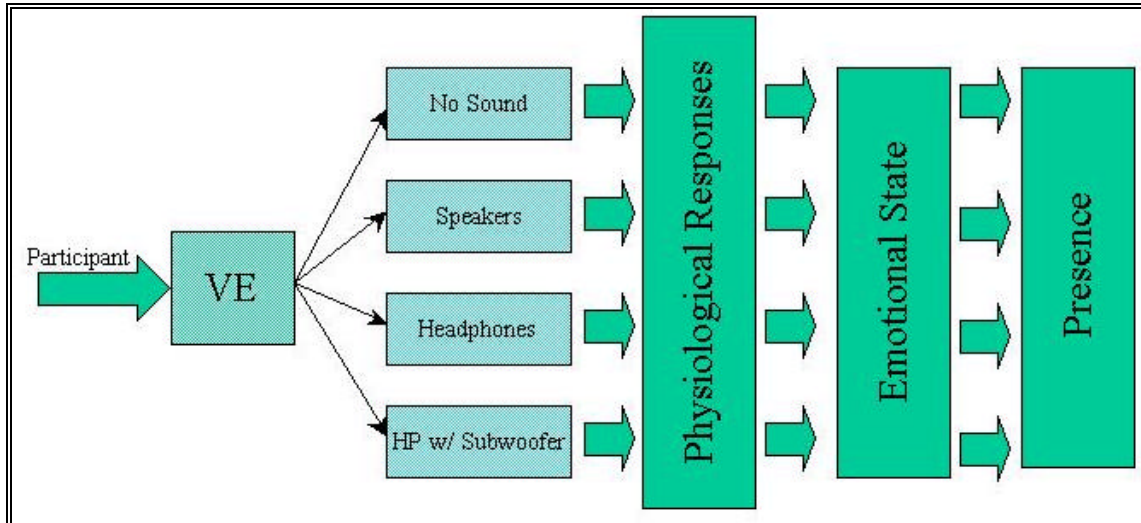 Participant
VE
No Sound
Speakers
Headphones
HP w/ Subwoofer
Physiological Responses
Emotional State
Presence